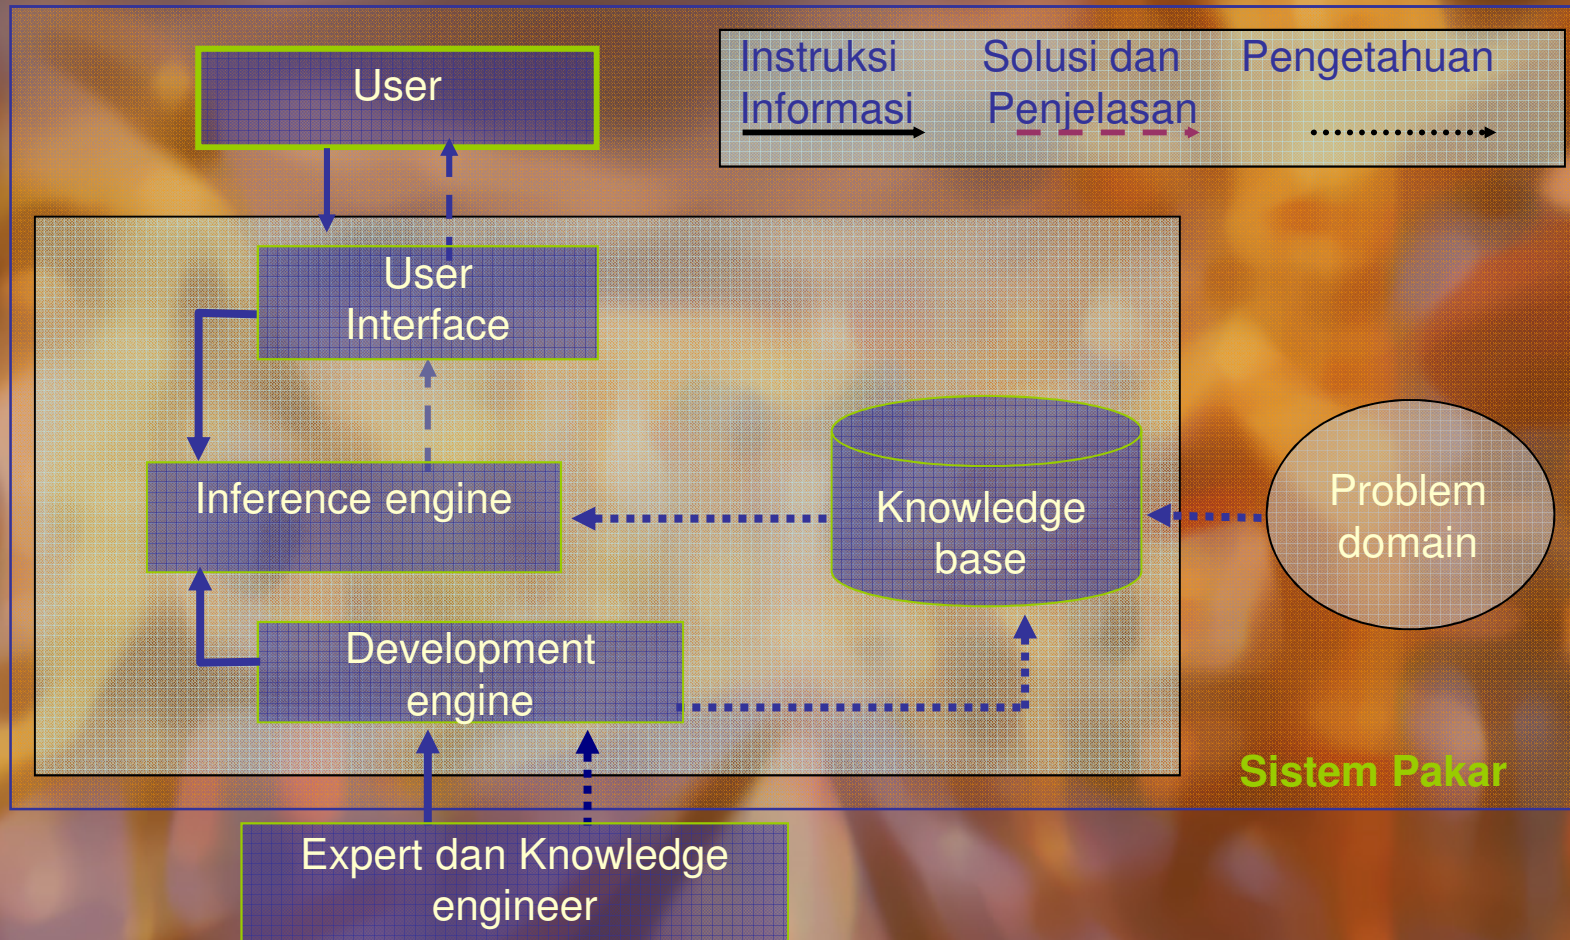 User
Instruksi Solusi dan Pengetahuan
Informasi Penjelasan
User
Interface
Inference engine
Knowledge
base
Problem
domain
Development
engine
Sistem Pakar
Expert dan Knowledge
engineer